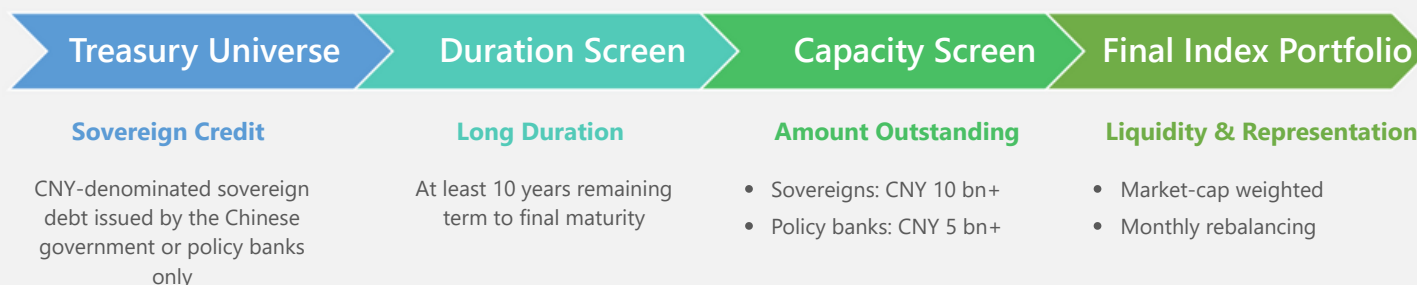 Treasury Universe
Duration Screen
Capacity Screen
Final Index Portfolio
Sovereign Credit
CNY-denominated sovereign
debt issued by the Chinese
government or policy banks
only
Long Duration
At least 10 years remaining
term to final maturity
Amount Outstanding
• Sovereigns: CNY 10 bn+
• Policy banks: CNY 5 bn+
Liquidity & Representation
• Market-cap weighted
• Monthly rebalancing